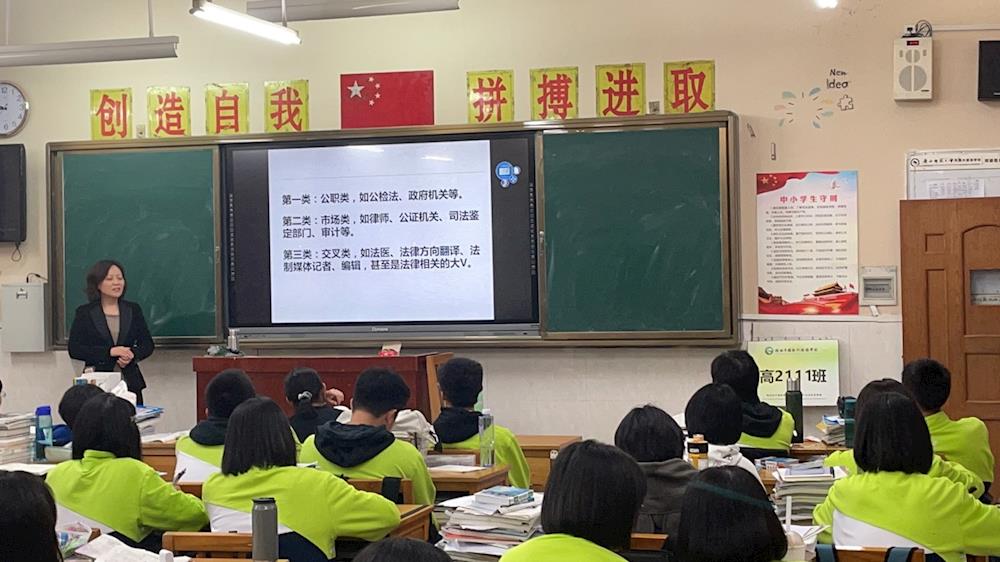 创造自我
拼搏进取
New
Idea
第一类：公职类，如公检法、政府机关等。
第二类：市场类，如律师、公证机关、司法鉴
定部门、审计等。
第三类：交叉类，如法医、法律方向翻译、法
制媒体记者、编辑，甚至是法律相关的大V。
中小学生守则
高2111班